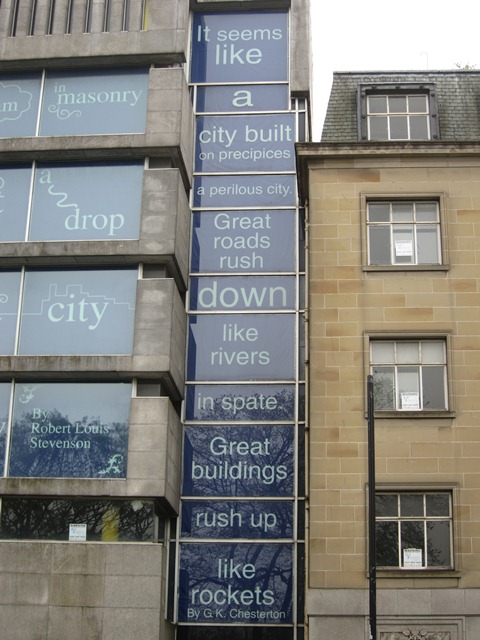 am
in
masonry
a
drop
city
By
Robert Louis
Stevenson
It seems
like
a
city built
on precipices
a perilous city.
Great
roads
rush
down
like
rivers
in spate.
Great
buildings
rush up
like
rockets
By G.K. Chesterton